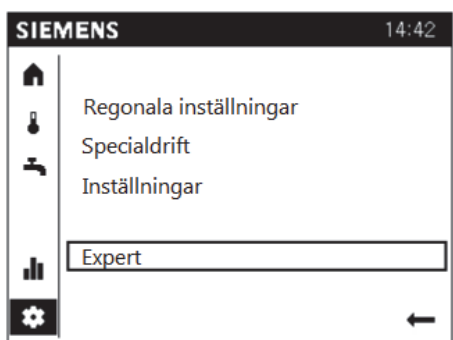 SIEMENS 14:42
Regonala inställningar
Specialdrift
Inställningar
Expert